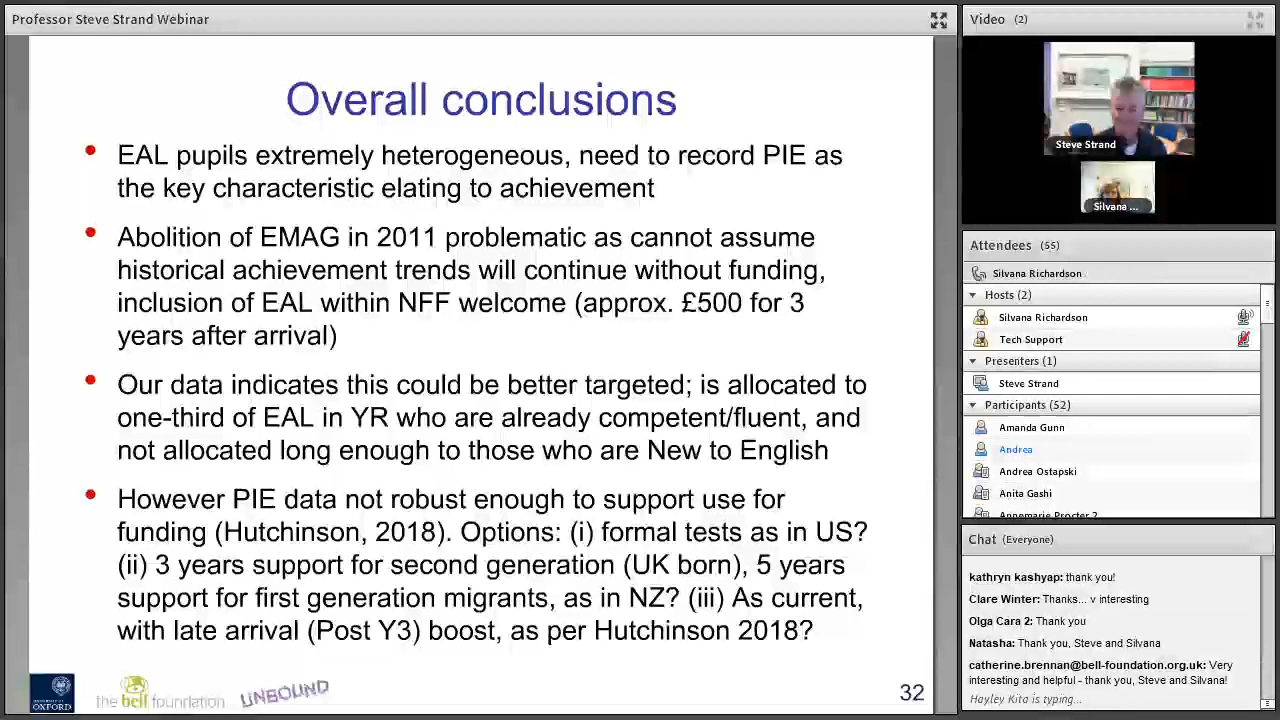 Professor Steve Strand Webinar
Overall conclusions
• EAL pupils extremely heterogeneous, need to record PIE as
the key characteristic elating to achievement
• Abolition of EMAG in 2011 problematic as cannot assume
historical achievement trends will continue without funding,
inclusion of EAL within NFF welcome (approx. £500 for 3
years after arrival)
• Our data indicates this could be better targeted; is allocated to
one-third of EAL in YR who are already competent/fluent, and
not allocated long enough to those who are New to English
• However PIE data not robust enough to support use for
funding (Hutchinson, 2018). Options: (i) formal tests as in US?
(ii) 3 years support for second generation (UK born), 5 years
support for first generation migrants, as in NZ? (iii) As current,
with late arrival (Post Y3) boost, as per Hutchinson 2018?
UNIVERSITY OF
OXFORD
the bell foundation
UNBOUND
32
Video (2)
Steve Strand
Silvana ...
Attendees (55)
Silvana Richardson
Hosts (2)
Silvana Richardson
Tech Support
Presenters (1)
Steve Strand
Participants (52)
Amanda Gunn
Andrea
Andrea Ostapski
Anita Gashi
Annemarie Procter 2
Chat (Everyone)
kathryn kashyap: thank you!
Clare Winter: Thanks... v interesting
Olga Cara 2: Thank you
Natasha: Thank you, Steve and Silvana
catherine.brennan@bell-foundation.org.uk: Very
interesting and helpful - thank you, Steve and Silvana!
Hayley Kita is typing...